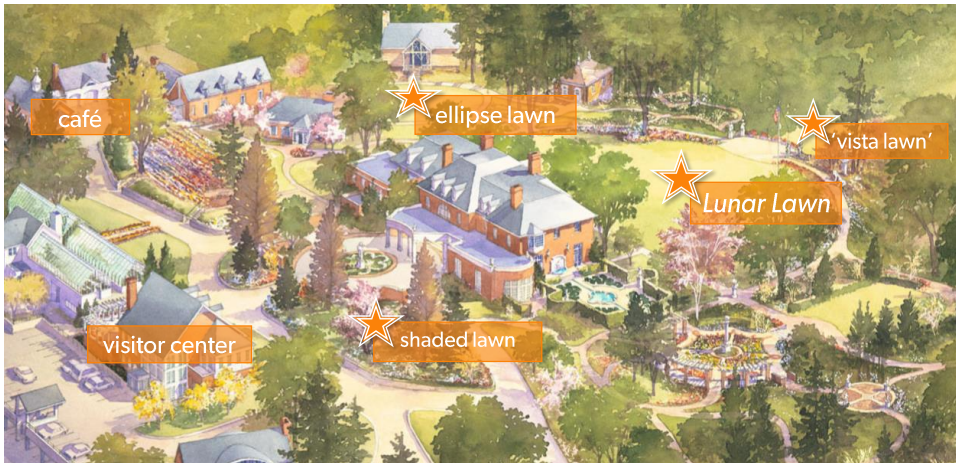 café
ellipse lawn
'vista lawn'
Lunar Lawn
shaded lawn
visitor center